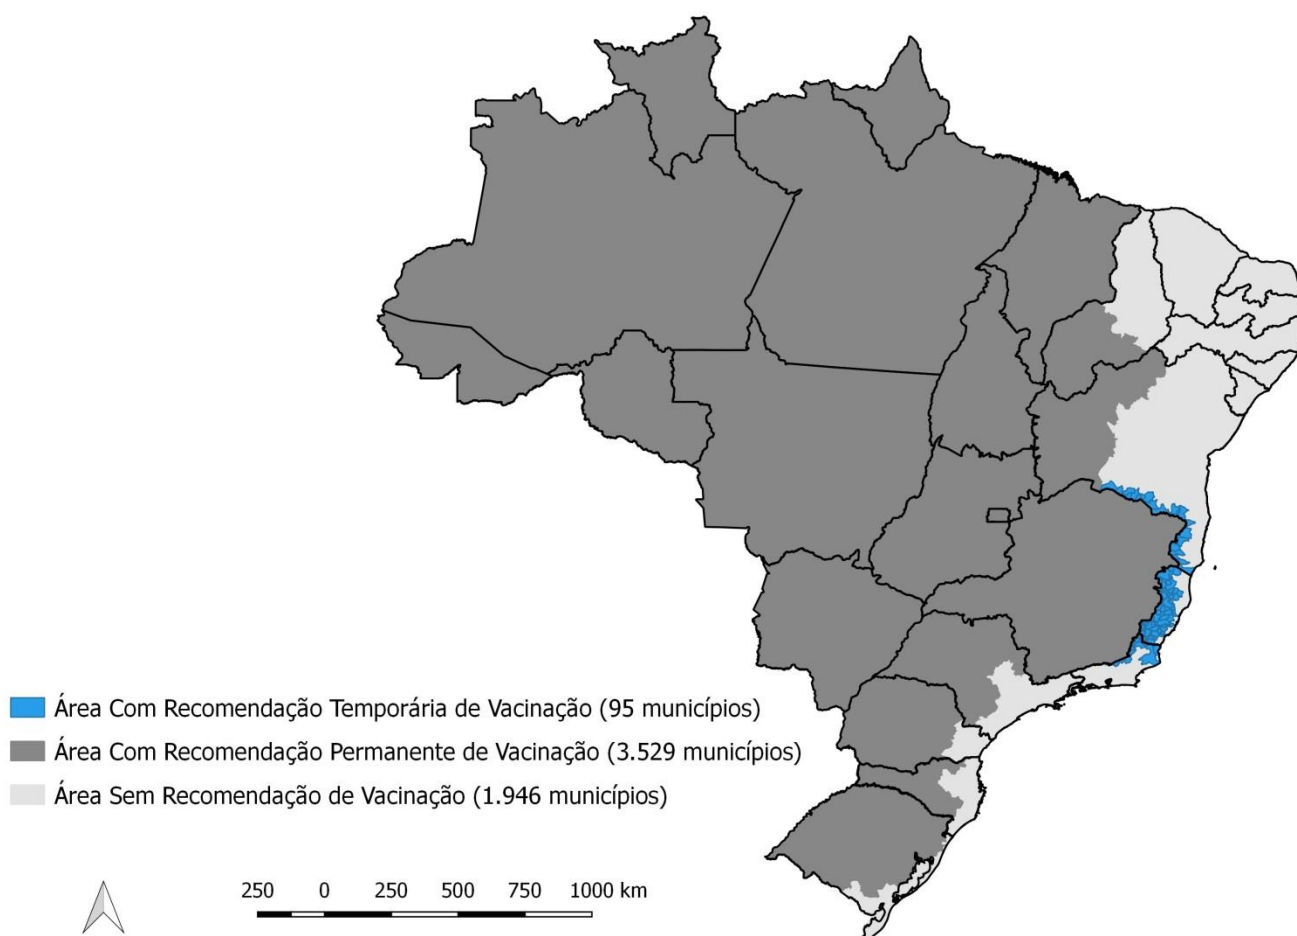 Área Com Recomendação Temporária de Vacinação (95 municípios)
Área Com Recomendação Permanente de Vacinação (3.529 municípios)
Área Sem Recomendação de Vacinação (1.946 municípios)
250 0 250 500 750 1000 km